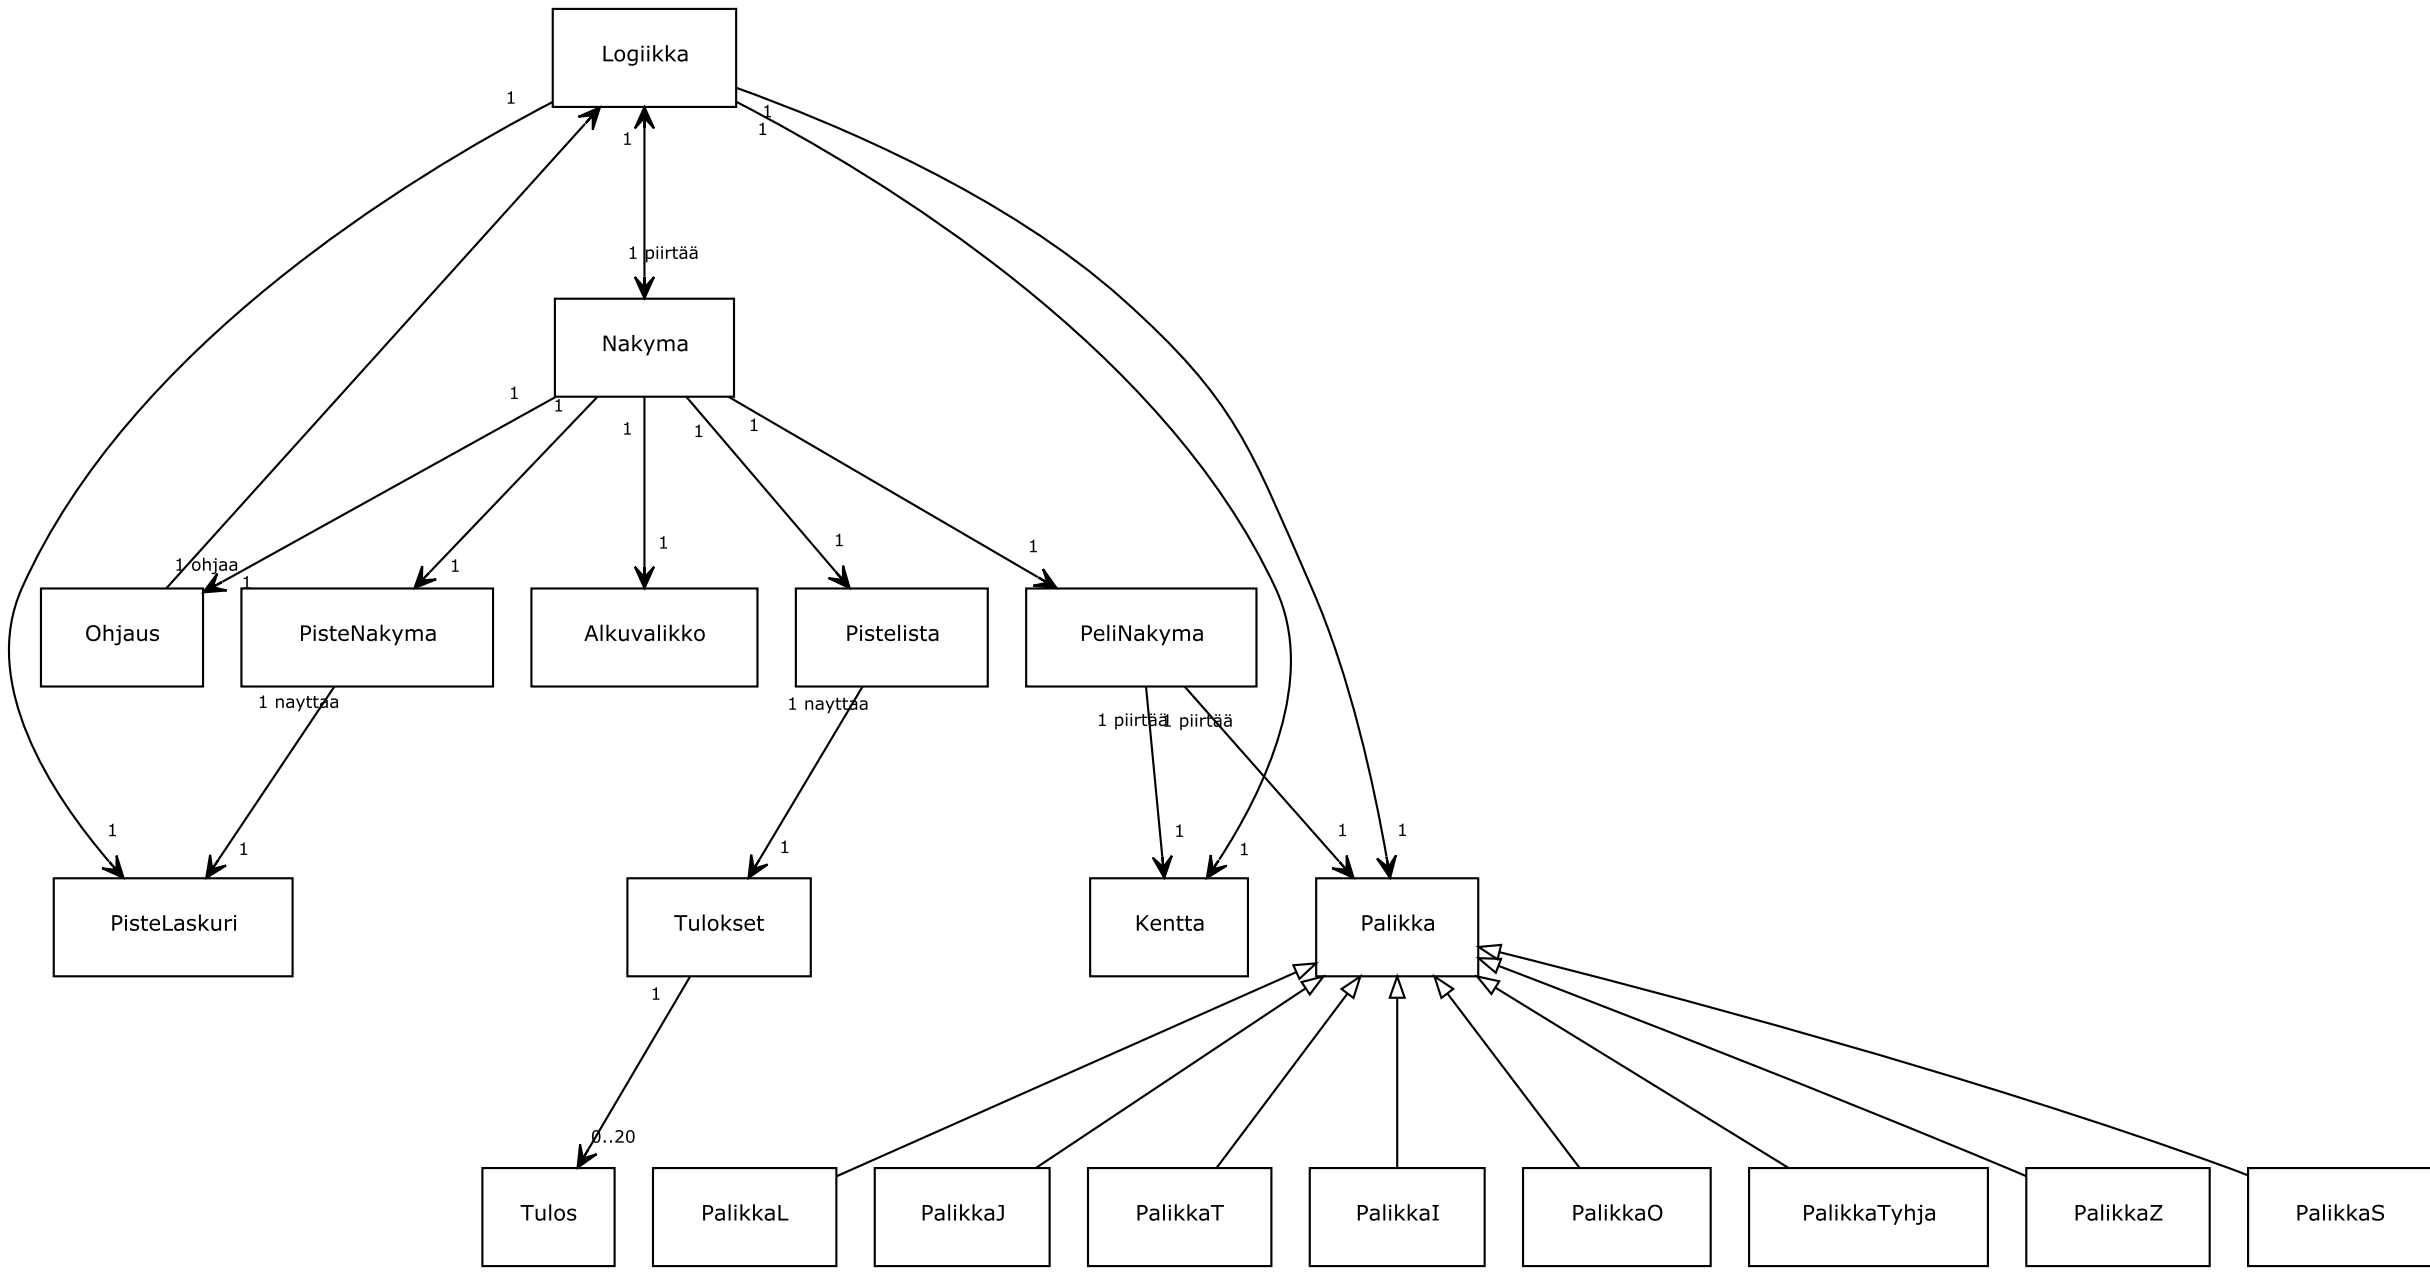 Logiikka
1
1
1
1
1 piirtää
Nakyma
1
1
1
1
1
1 ohjaa
1
1
1
1
1
Ohjaus
PisteNakyma
Alkuvalikko
Pistelista
PeliNakyma
1 nayttaa
1 nayttaa
1 piirtää
1 piirtää
1
1
1
1
1
1
1
PisteLaskuri
Tulokset
Kentta
Palikka
1
0..20
Tulos
PalikkaL
PalikkaJ
PalikkaT
PalikkaI
PalikkaO
PalikkaTyhja
PalikkaZ
PalikkaS